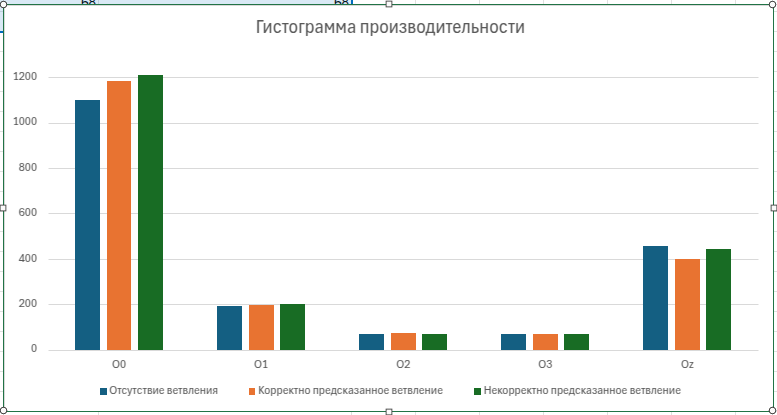 Гистограмма производительности
1200
1000
800
600
400
200
0
O0 O1 O2 O3 Oz
Отсутствие ветвления Корректно предсказанное ветвление Некорректно предсказанное ветвление